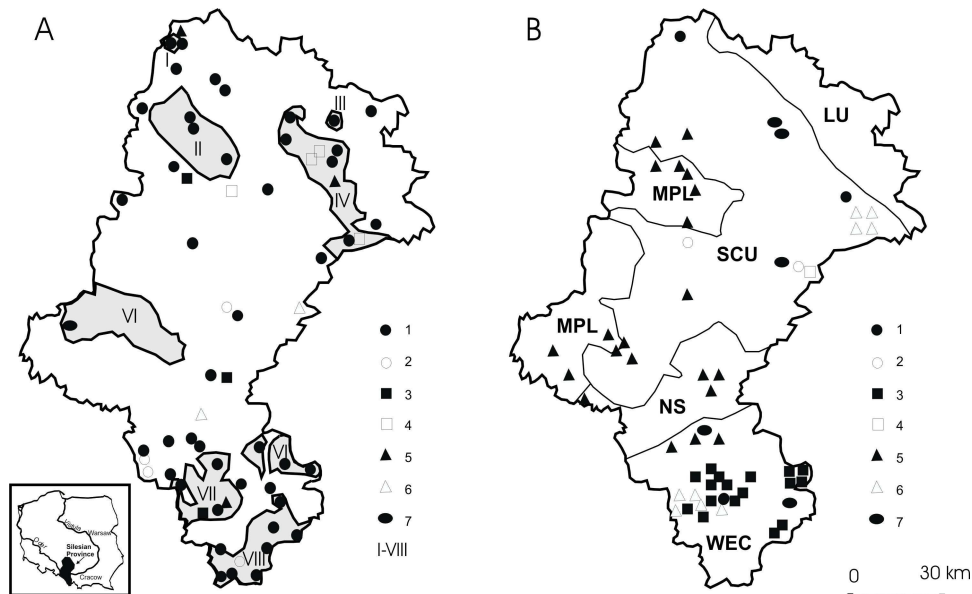 A
I
II
III
IV
VI
VI
VII
VIII
1
2
3
4
5
6
7
I-VIII
Warsaw
Silesian
Province
Cracow
B
LU
MPL
SCU
MPL
NS
WEC
1
2
3
4
5
6
7
0 30 km